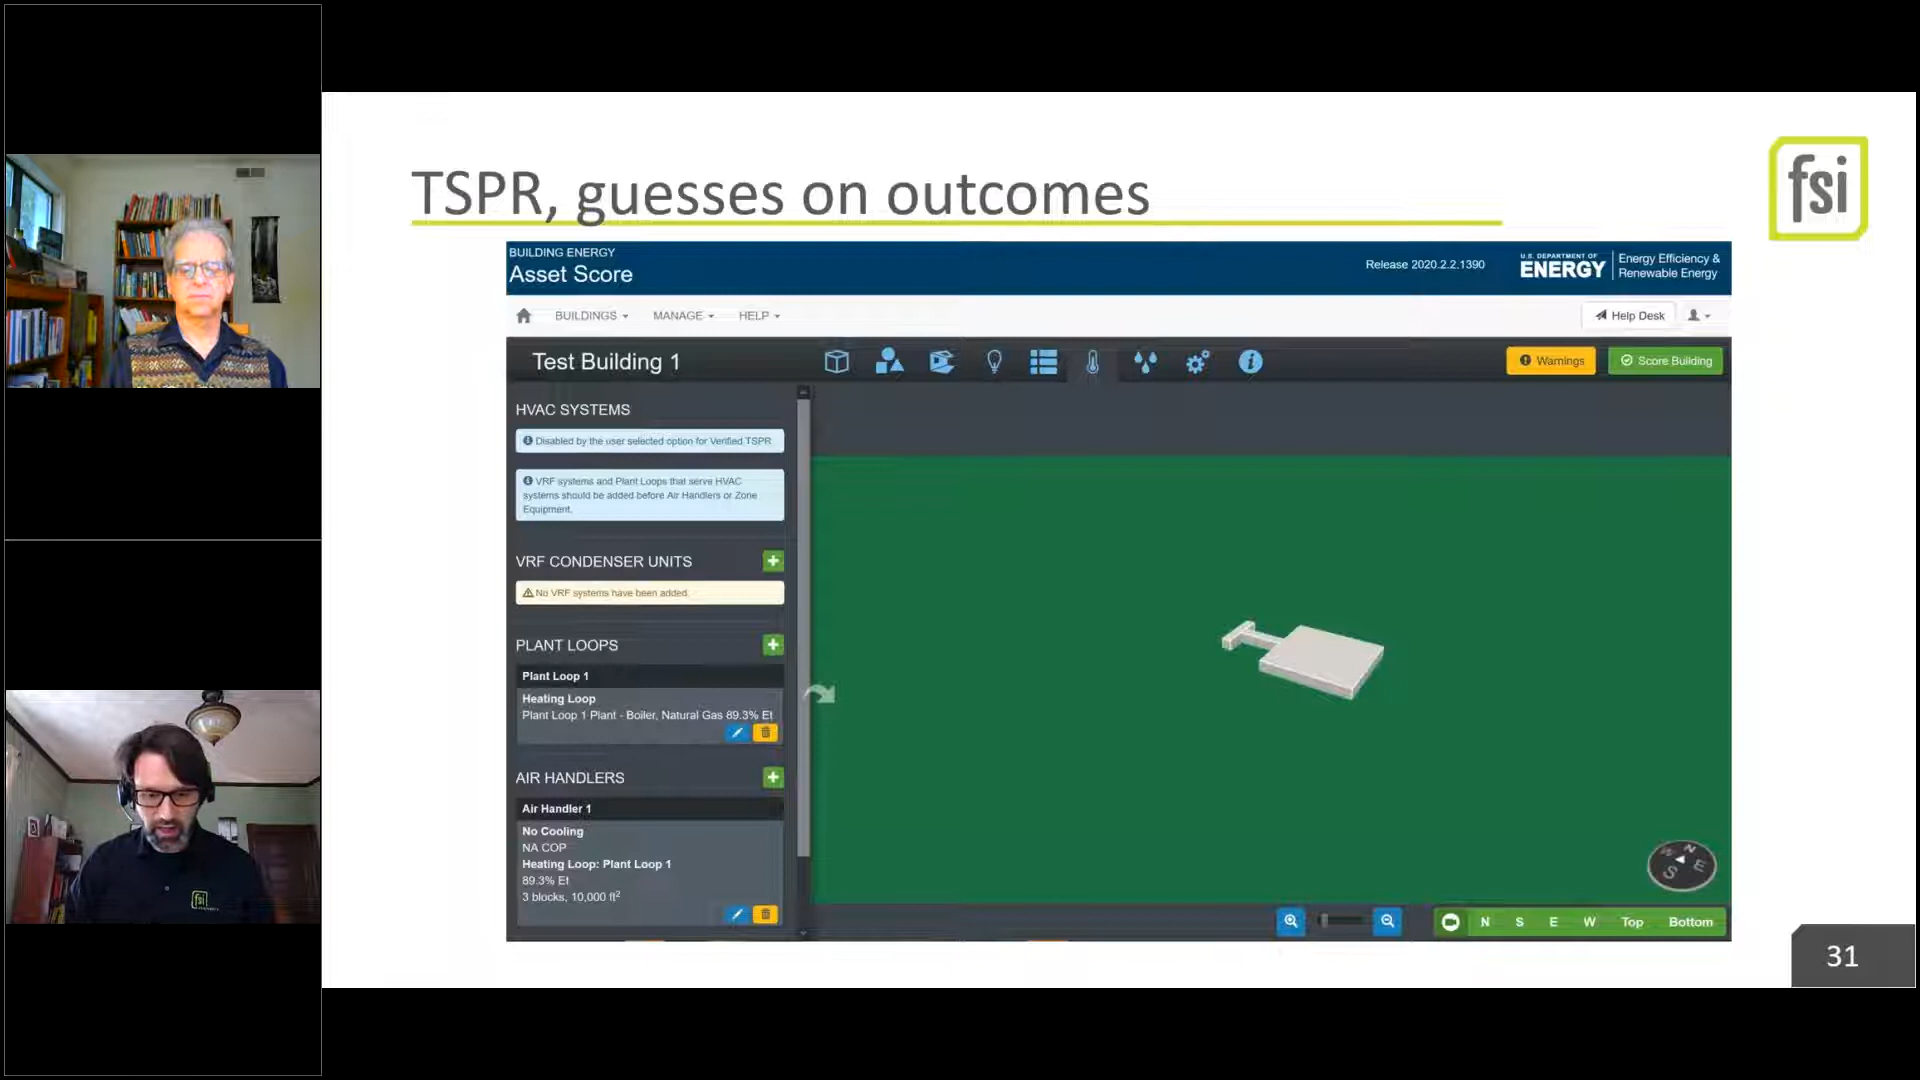 TSPR, guesses on outcomes
fsi
BUILDING ENERGY
Asset Score
Release 2020.2.2.1390
U.S. DEPARTMENT OF
ENERGY
Energy Efficiency &
Renewable Energy
BUILDINGS
MANAGE
HELP
Help Desk
Test Building 1
Warnings
Score Building
HVAC SYSTEMS
Disabled by the user selected option for Verified TSPR
VRF systems and Plant Loops that serve HVAC
systems should be added before Air Handlers or Zone
Equipment.
VRF CONDENSER UNITS
No VRF systems have been added.
PLANT LOOPS
Plant Loop 1
Heating Loop
Plant Loop 1 Plant - Boiler, Natural Gas 89.3% Et
AIR HANDLERS
Air Handler 1
No Cooling
NA COP
Heating Loop: Plant Loop 1
89.3% Et
3 blocks, 10,000 ft²
W N
S E
N S E W Top Bottom
31
fsi